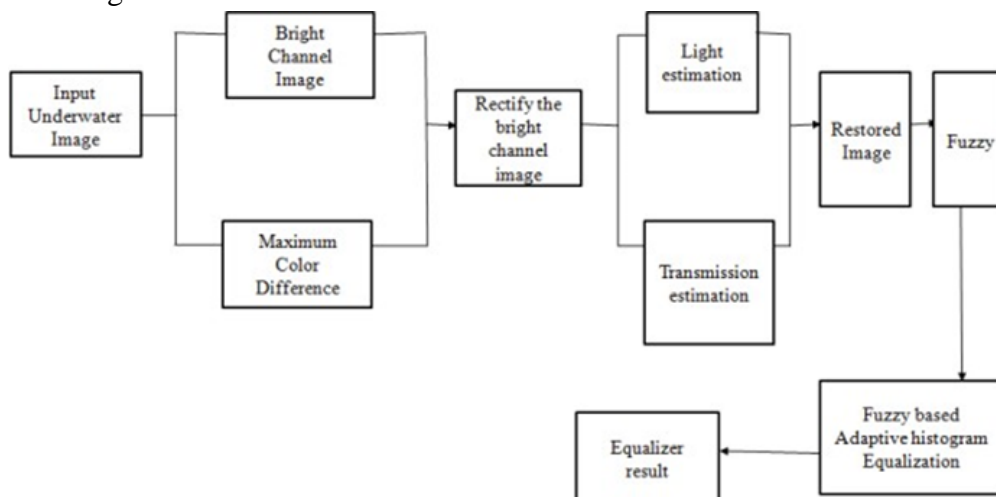 Input
Underwater
Image
Bright
Channel
Image
Maximum
Color
Difference
Rectify the
bright
channel
image
Light
estimation
Transmission
estimation
Restored
Image
Fuzzy
Fuzzy based
Adaptive histogram
Equalization
Equalizer
result